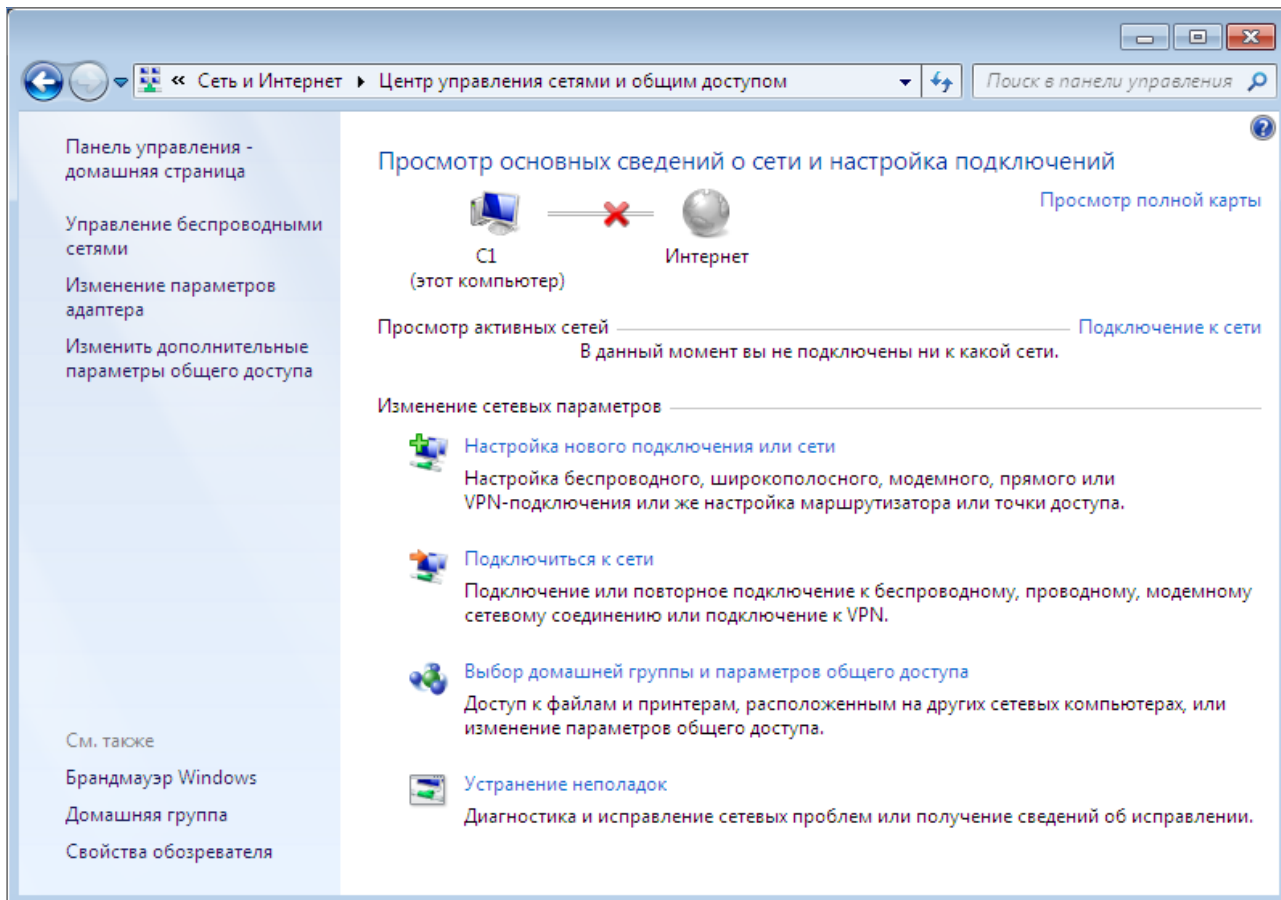 « Сеть и Интернет ▸ Центр управления сетями и общим доступом
Поиск в панели управления
Панель управления -
домашняя страница
Управление беспроводными
сетями
Изменение параметров
адаптера
Изменить дополнительные
параметры общего доступа
См. также
Брандмауэр Windows
Домашняя группа
Свойства обозревателя
Просмотр основных сведений о сети и настройка подключений
Просмотр полной карты
C1
(этот компьютер)
Интернет
Просмотр активных сетей
Подключение к сети
В данный момент вы не подключены ни к какой сети.
Изменение сетевых параметров
Настройка нового подключения или сети
Настройка беспроводного, широкополосного, модемного, прямого или
VPN-подключения или же настройка маршрутизатора или точки доступа.
Подключиться к сети
Подключение или повторное подключение к беспроводному, проводному, модемному
сетевому соединению или подключение к VPN.
Выбор домашней группы и параметров общего доступа
Доступ к файлам и принтерам, расположенным на других сетевых компьютерах, или
изменение параметров общего доступа.
Устранение неполадок
Диагностика и исправление сетевых проблем или получение сведений об исправлении.